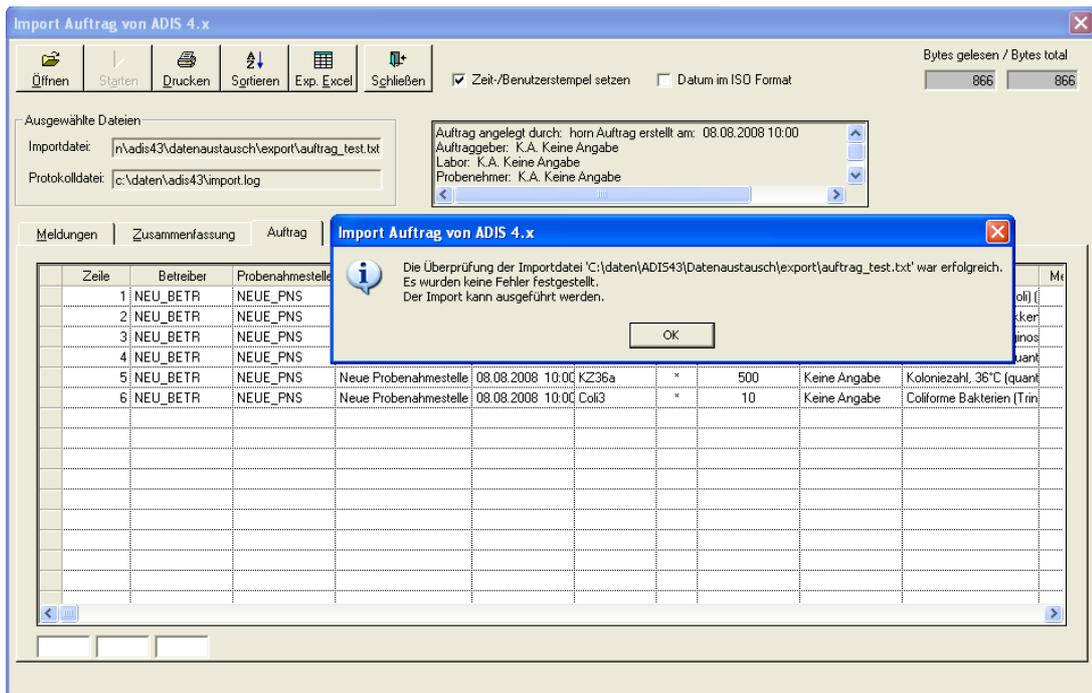 Import Auftrag von ADIS 4.x
Öffnen Starten Drucken Sortieren Exp. Excel Schließen
Zeit-/Benutzerstempel setzen Datum im ISO Format
Bytes gelesen / Bytes total
866 866
Ausgewählte Dateien
Importdatei: n\adis43\datenaustausch\export\auftrag_test.txt
Protokolldatei: c:\daten\adis43\import.log
Auftrag angelegt durch: horn Auftrag erstellt am: 08.08.2008 10:00
Auftraggeber: K.A. Keine Angabe
Labor: K.A. Keine Angabe
Probenehmer: K.A. Keine Angabe
Meldungen Zusammenfassung Auftrag
Import Auftrag von ADIS 4.x
Die Überprüfung der Importdatei 'C:\daten\ADIS43\Datenaustausch\export\auftrag_test.txt' war erfolgreich.
Es wurden keine Fehler festgestellt.
Der Import kann ausgeführt werden.
OK
Zeile Betreiber Probenahmestelle Me
1 NEU_BETR NEUE_PNS oli) (
2 NEU_BETR NEUE_PNS kker
3 NEU_BETR NEUE_PNS inos
4 NEU_BETR NEUE_PNS uant
5 NEU_BETR NEUE_PNS Neue Probenahmestelle 08.08.2008 10:00 KZ36a * 500 Keine Angabe Koloniezahl, 36°C (quant
6 NEU_BETR NEUE_PNS Neue Probenahmestelle 08.08.2008 10:00 Coli3 * 10 Keine Angabe Coliforme Bakterien (Trin